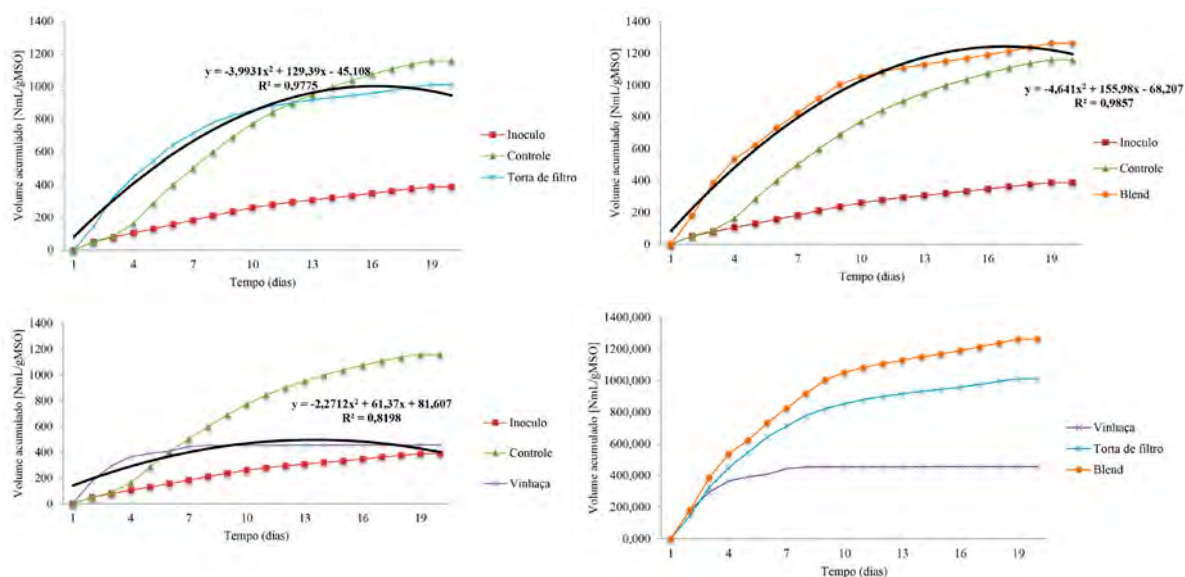 1400
1200
1000
800
600
400
200
0
Volume acumulado [NmL/gMSO]
y = -3,9931x² + 129,39x - 45,108
R² = 0,9775
Inoculo
Controle
Torta de filtro
1 4 7 10 13 16 19
Tempo (dias)
1400
1200
1000
800
600
400
200
0
Volume acumulado [NmL/gMSO]
y = -4,641x² + 155,98x - 68,207
R² = 0,9857
Inoculo
Controle
Blend
1 4 7 10 13 16 19
Tempo (dias)
1400
1200
1000
800
600
400
200
0
Volume acumulado [NmL/gMSO]
y = -2,2712x² + 61,37x + 81,607
R² = 0,8198
Inoculo
Controle
Vinhaça
1 4 7 10 13 16 19
Tempo (dias)
1400,000
1200,000
1000,000
800,000
600,000
400,000
200,000
0,000
Volume acumulado [NmL/gMSO]
Vinhaça
Torta de filtro
Blend
1 4 7 10 13 16 19
Tempo (dias)